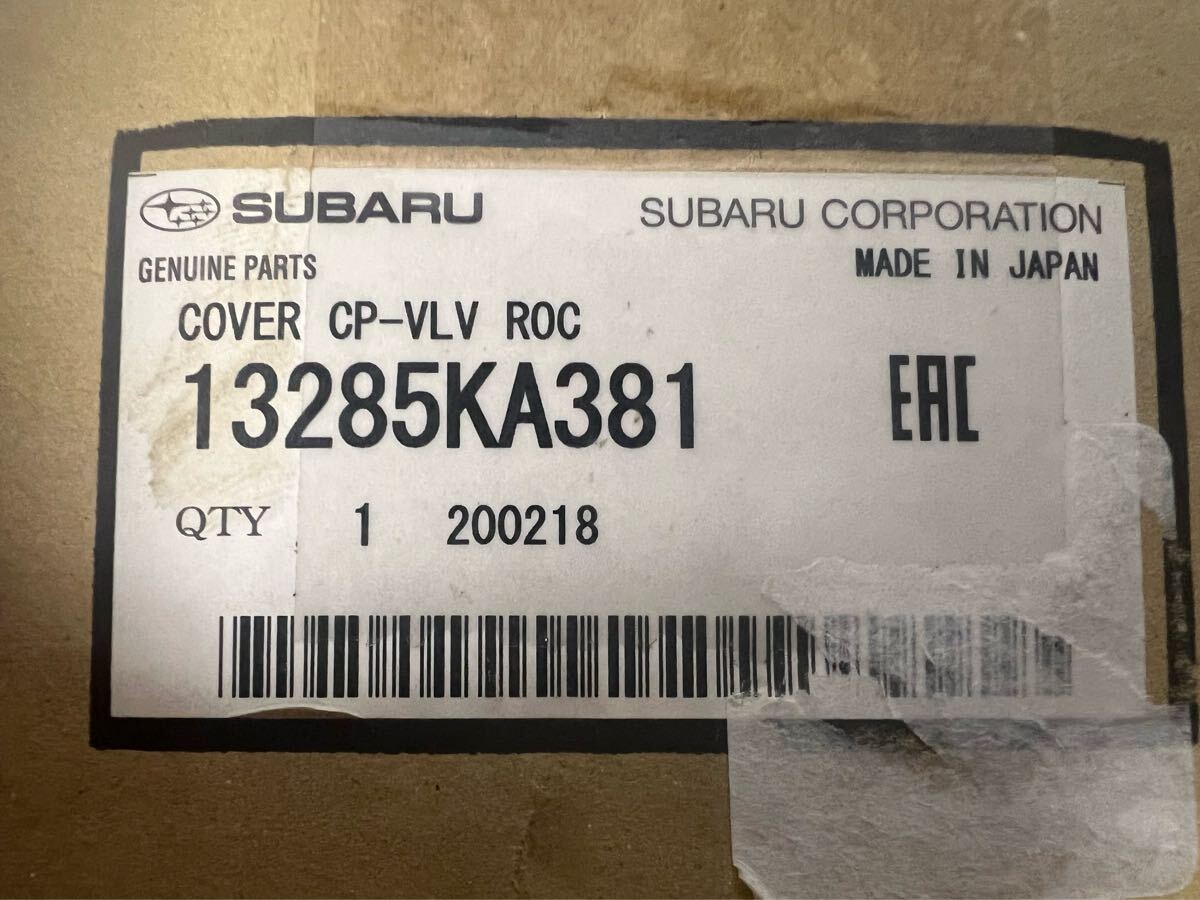 SUBARU SUBARU CORPORATION
GENUINE PARTS MADE IN JAPAN
COVER CP-VLV ROC
13285KA381 EAC
QTY 1 200218